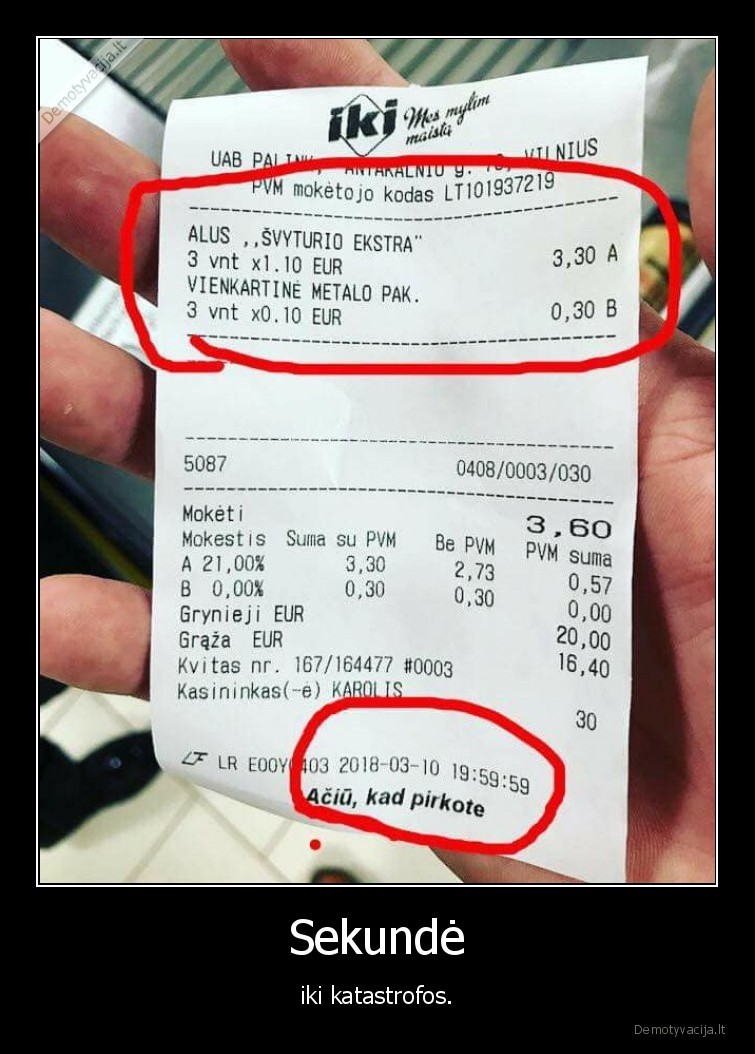 Demotyvacija.lt
iki Mes mylim
maistą
UAB VILNIUS
PVM mokėtojo kodas LT101937219
ALUS ,,ŠVYTURIO EKSTRA"
3 vnt x1.10 EUR 3,30 A
VIENKARTINĖ METALO PAK.
3 vnt x0.10 EUR 0,30 B
5087 0408/0003/030
Mokėti 3,60
Mokestis Suma su PVM Be PVM PVM suma
A 21,00% 3,30 2,73 0,57
B 0,00% 0,30 0,30 0,00
Grynieji EUR 20,00
Grąža EUR 16,40
Kvitas nr. 167/164477 #0003
Kasininkas(-ė) KAROLIS
30
LF LR 2018-03-10 19:59:59
Ačiū, kad pirkote
Sekundė
iki katastrofos.
Demotyvacija.lt